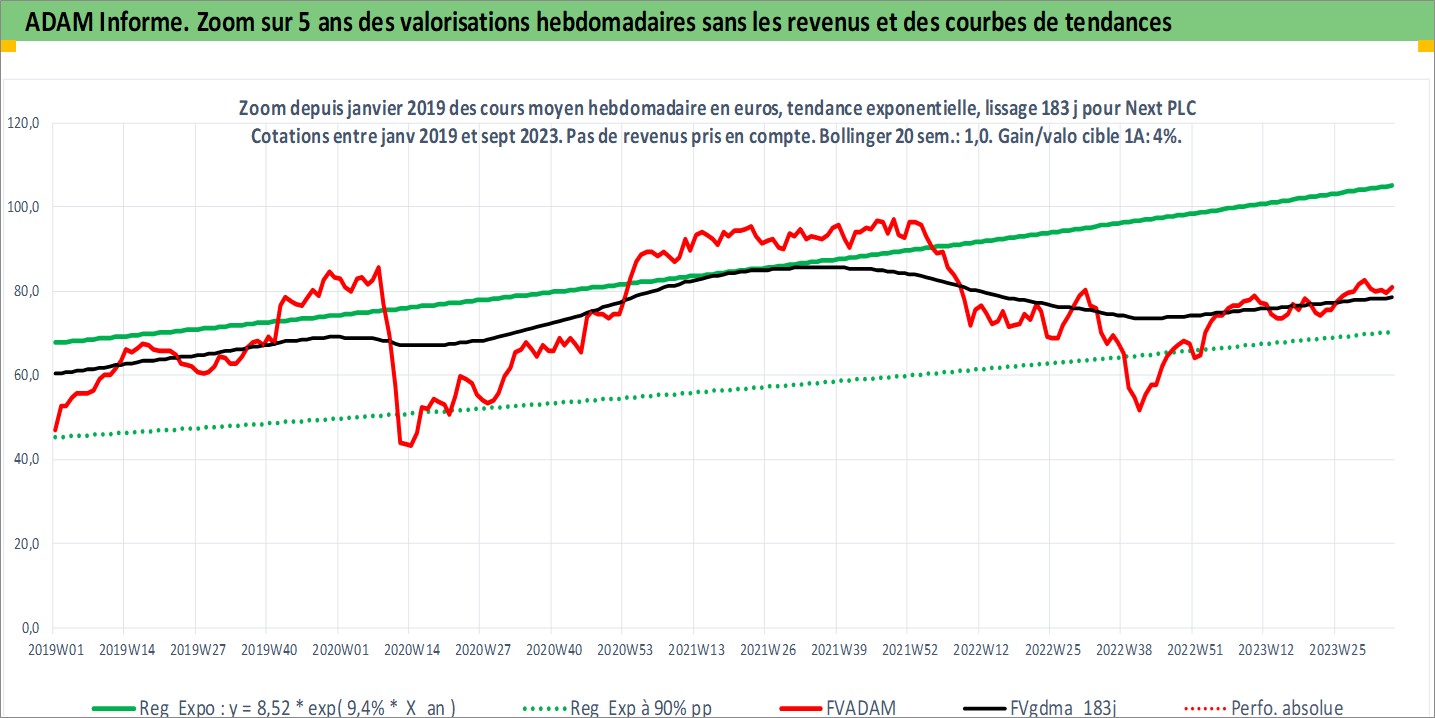 ADAM Informe. Zoom sur 5 ans des valorisations hebdomadaires sans les revenus et des courbes de tendances
Zoom depuis janvier 2019 des cours moyen hebdomadaire en euros, tendance exponentielle, lissage 183 j pour Next PLC
Cotations entre janv 2019 et sept 2023. Pas de revenus pris en compte. Bollinger 20 sem.: 1,0. Gain/valo cible 1A: 4%.
120,0
100,0
80,0
60,0
40,0
20,0
0,0
2019W01 2019W14 2019W27 2019W40 2020W01 2020W14 2020W27 2020W40 2020W53 2021W13 2021W26 2021W39 2021W52 2022W12 2022W25 2022W38 2022W51 2023W12 2023W25
Reg Expo : y = 8,52 * exp( 9,4% * X an ) Reg Exp à 90% pp FVADAM FVgdma 183j Perfo. absolue